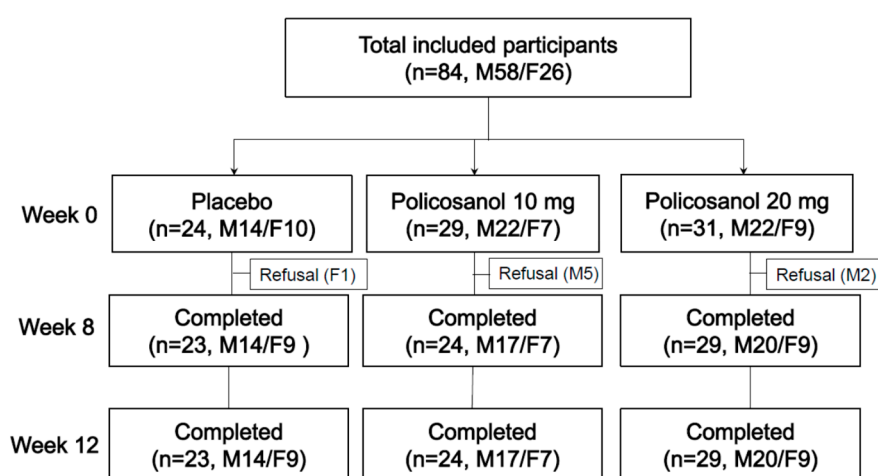 Total included participants
(n=84, M58/F26)
Week 0
Placebo
(n=24, M14/F10)
Policosanol 10 mg
(n=29, M22/F7)
Policosanol 20 mg
(n=31, M22/F9)
Refusal (F1)
Refusal (M5)
Refusal (M2)
Week 8
Completed
(n=23, M14/F9 )
Completed
(n=24, M17/F7)
Completed
(n=29, M20/F9)
Week 12
Completed
(n=23, M14/F9)
Completed
(n=24, M17/F7)
Completed
(n=29, M20/F9)